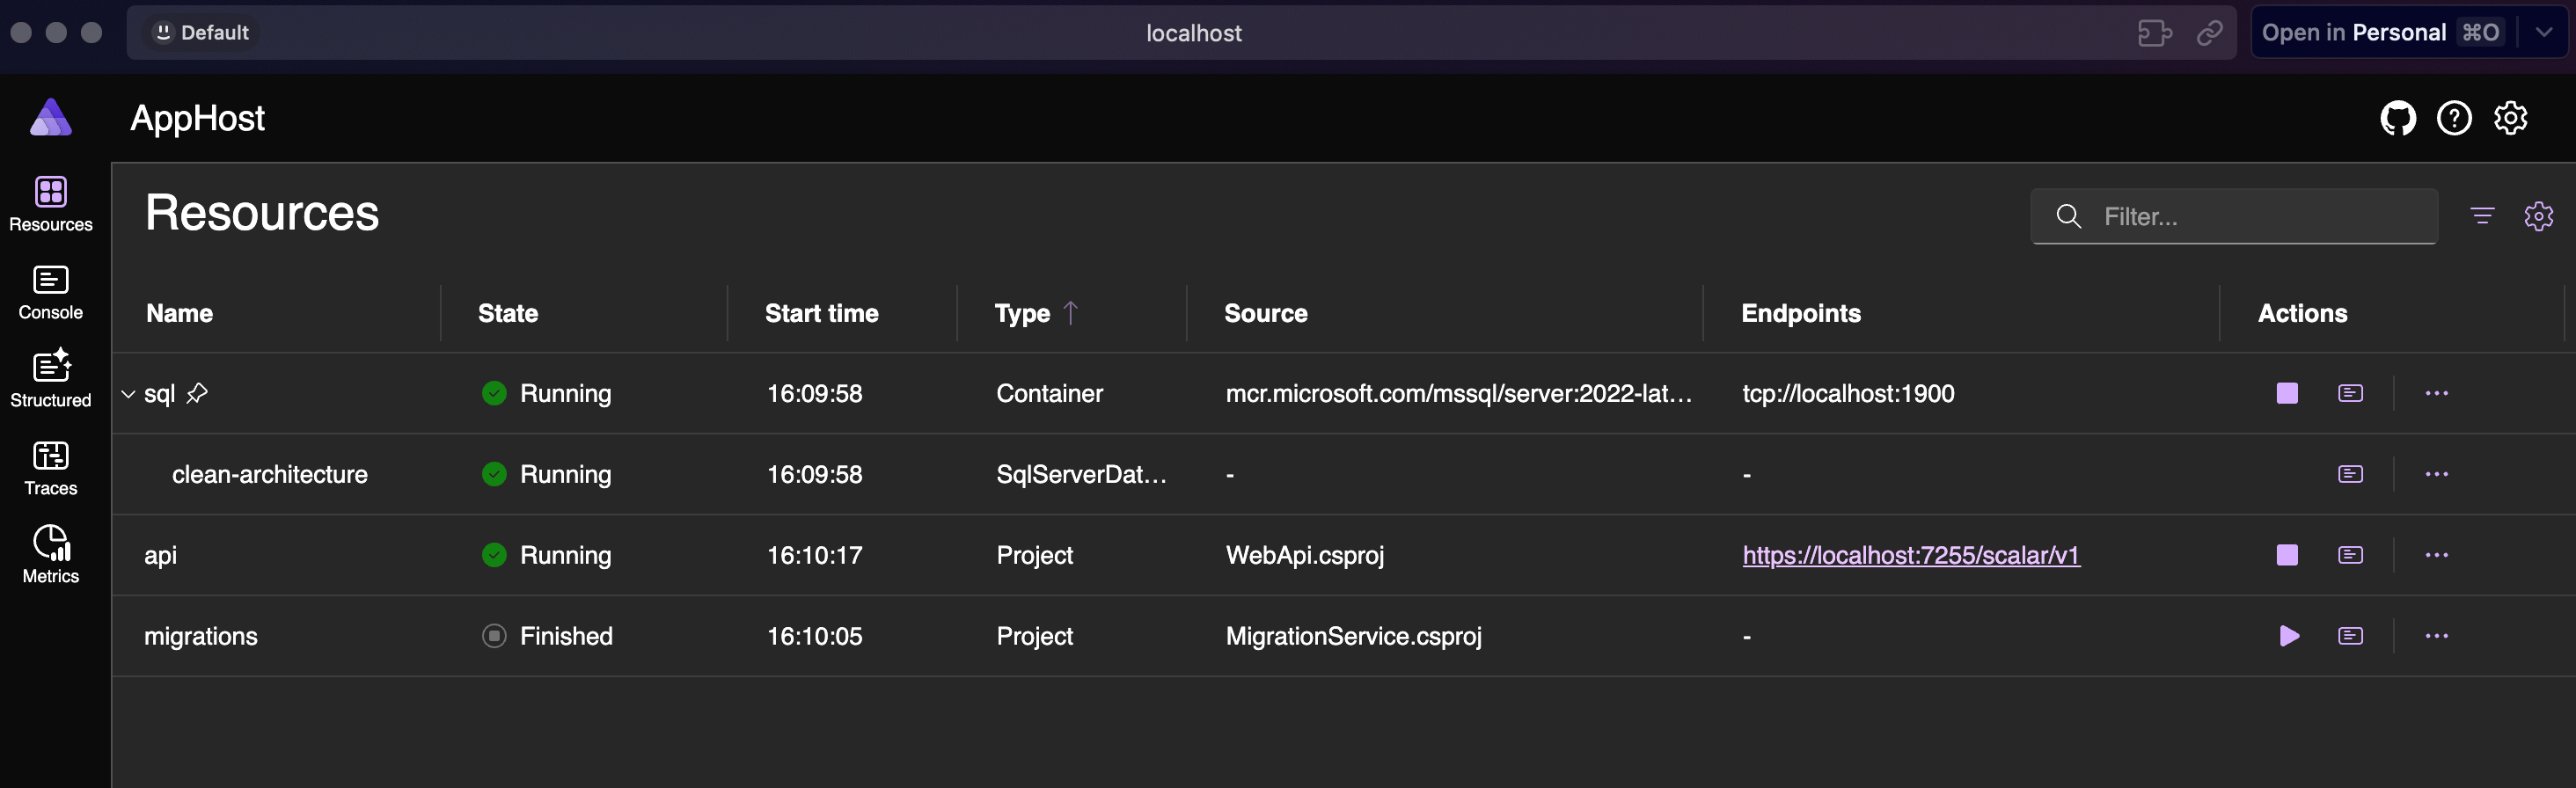 Default
localhost
Open in Personal ⌘O
AppHost
Resources
Console
Structured
Traces
Metrics
Resources
Filter...
Name State Start time Type ↑ Source Endpoints Actions
sql Running 16:09:58 Container mcr.microsoft.com/mssql/server:2022-lat... tcp://localhost:1900
clean-architecture Running 16:09:58 SqlServerDat... - -
api Running 16:10:17 Project WebApi.csproj https://localhost:7255/scalar/v1
migrations Finished 16:10:05 Project MigrationService.csproj -